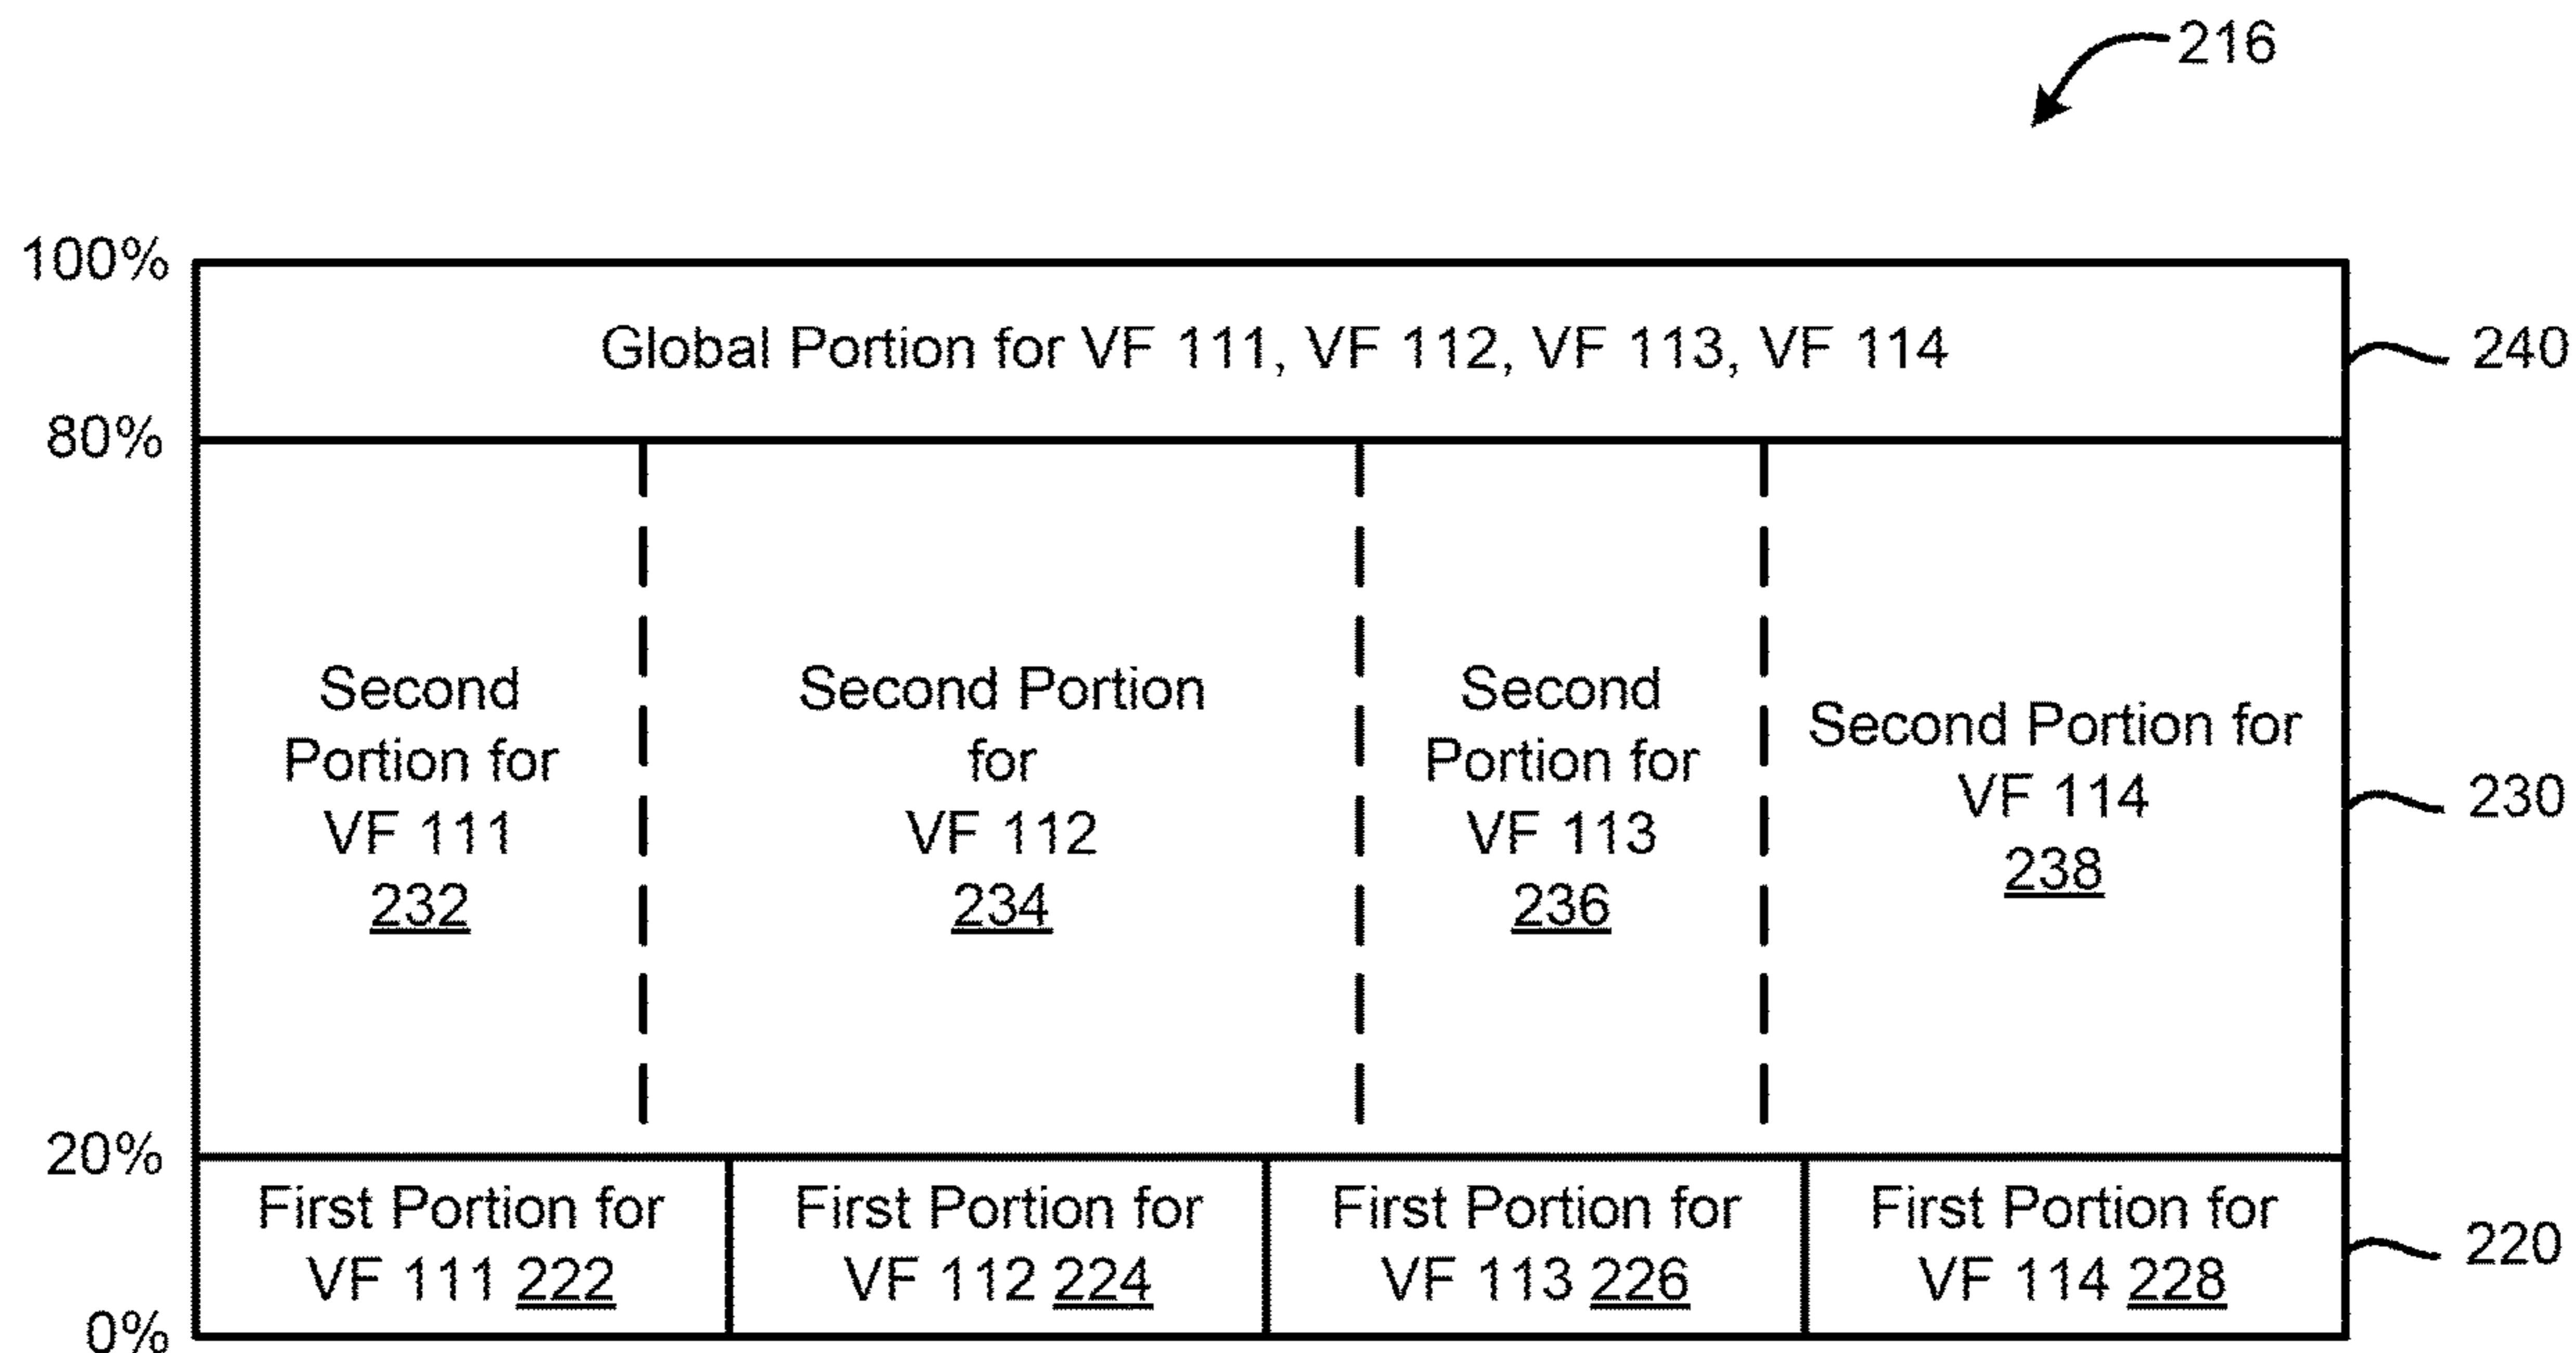 216
100%
Global Portion for VF 111, VF 112, VF 113, VF 114
240
80%
Second
Portion for
VF 111
232
Second Portion
for
VF 112
234
Second
Portion for
VF 113
236
Second Portion for
VF 114
238
230
20%
First Portion for
VF 111 222
First Portion for
VF 112 224
First Portion for
VF 113 226
First Portion for
VF 114 228
220
0%